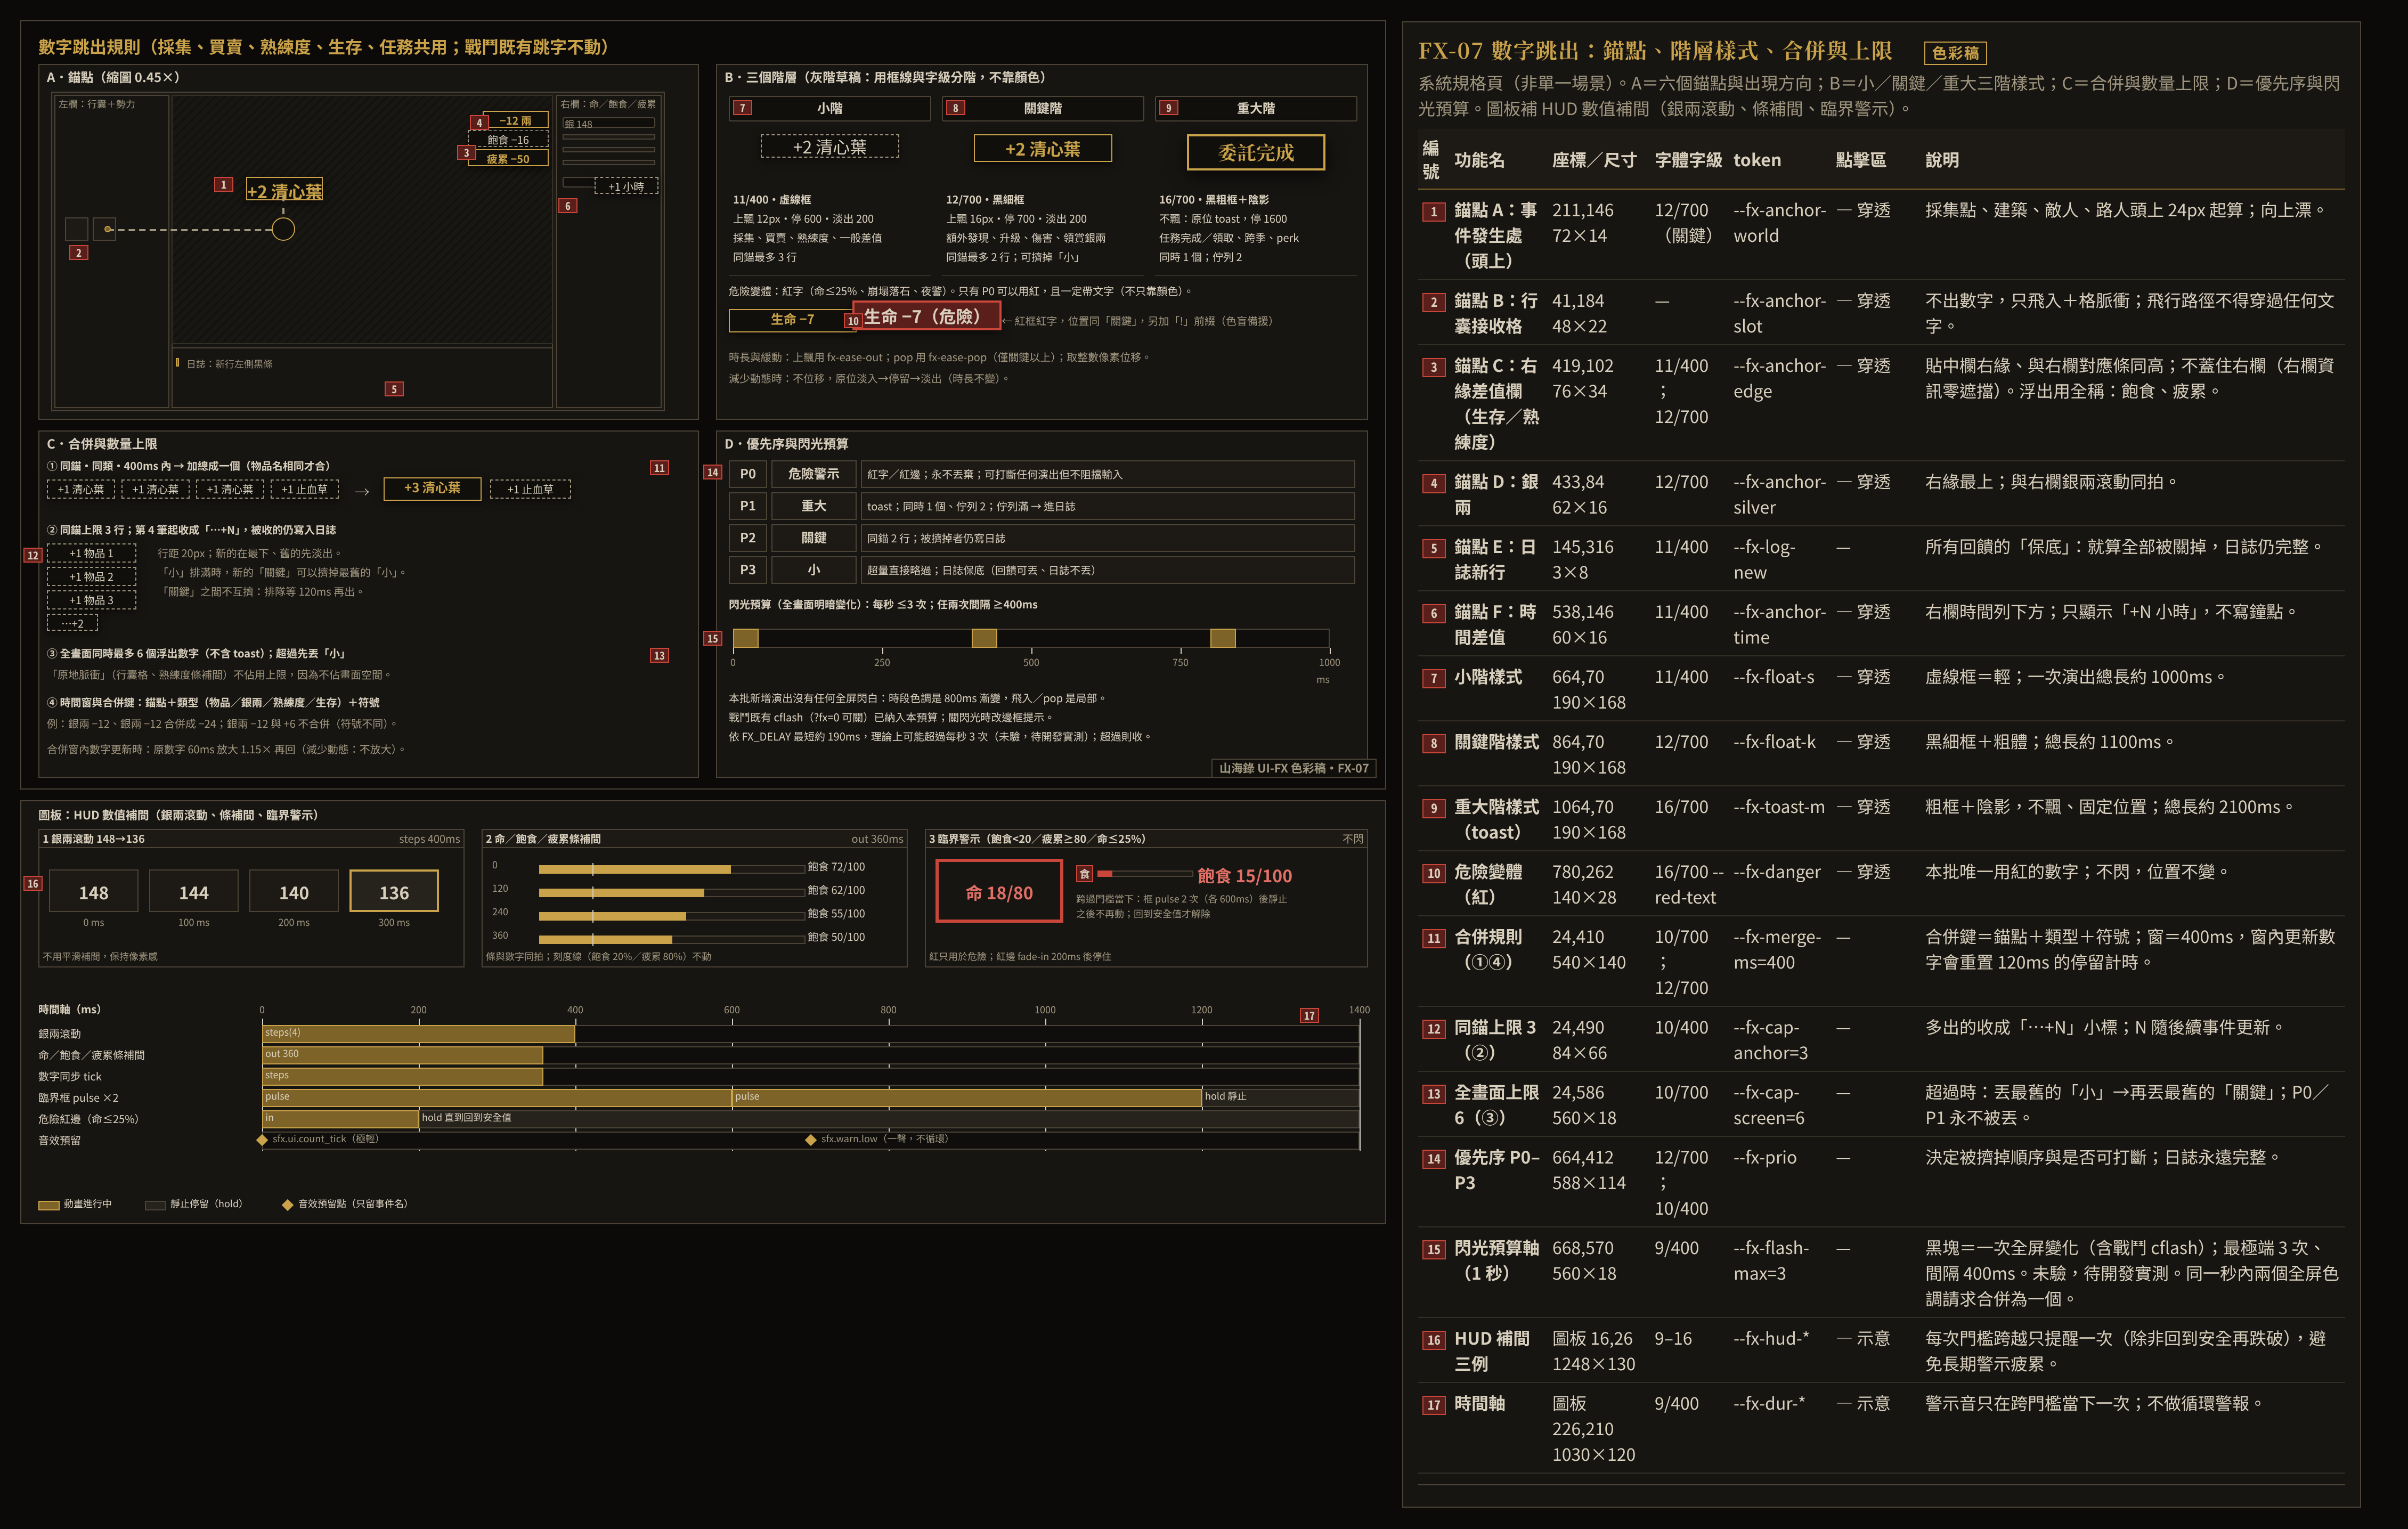 數字跳出規則（採集、買賣、熟練度、生存、任務共用；戰鬥既有跳字不動）
A・錨點（縮圖 0.45×）
左欄：行囊＋勢力
右欄：命／飽食／疲累
4
−12 兩
銀 148
飽食 −16
3
疲累 −50
1
+2 清心葉
+1 小時
6
2
日誌：新行左側黑條
5
B・三個階層（灰階草稿：用框線與字級分階，不靠顏色）
7
小階
8
關鍵階
9
重大階
+2 清心葉
+2 清心葉
委託完成
11/400・虛線框
上飄 12px・停 600・淡出 200
採集、買賣、熟練度、一般差值
同錨最多 3 行
12/700・黑細框
上飄 16px・停 700・淡出 200
額外發現、升級、傷害、領賞銀兩
同錨最多 2 行；可擠掉「小」
16/700・黑粗框＋陰影
不飄：原位 toast，停 1600
任務完成／領取、跨季、perk
同時 1 個；佇列 2
危險變體：紅字（命≤25%、崩塌落石、夜警）。只有 P0 可以用紅，且一定帶文字（不只靠顏色）。
生命 −7
10
生命 −7（危險）
← 紅框紅字，位置同「關鍵」，另加「!」前綴（色盲備援）
時長與緩動：上飄用 fx-ease-out；pop 用 fx-ease-pop（僅關鍵以上）；取整數像素位移。
減少動態時：不位移，原位淡入→停留→淡出（時長不變）。
C・合併與數量上限
① 同錨・同類・400ms 內 → 加總成一個（物品名相同才合）
11
+1 清心葉
+1 清心葉
+1 清心葉
+1 止血草
→
+3 清心葉
+1 止血草
② 同錨上限 3 行；第 4 筆起收成「⋯+N」，被收的仍寫入日誌
12
+1 物品 1
+1 物品 2
+1 物品 3
⋯+2
行距 20px；新的在最下、舊的先淡出。
「小」排滿時，新的「關鍵」可以擠掉最舊的「小」。
「關鍵」之間不互擠：排隊等 120ms 再出。
③ 全畫面同時最多 6 個浮出數字（不含 toast）；超過先丟「小」
13
「原地脈衝」（行囊格、熟練度條補間）不佔用上限，因為不佔畫面空間。
④ 時間窗與合併鍵：錨點＋類型（物品／銀兩／熟練度／生存）＋符號
例：銀兩 −12、銀兩 −12 合併成 −24；銀兩 −12 與 +6 不合併（符號不同）。
合併窗內數字更新時：原數字 60ms 放大 1.15× 再回（減少動態：不放大）。
D・優先序與閃光預算
14
P0
危險警示
紅字／紅邊；永不丟棄；可打斷任何演出但不阻擋輸入
P1
重大
toast；同時 1 個、佇列 2；佇列滿 → 進日誌
P2
關鍵
同錨 2 行；被擠掉者仍寫日誌
P3
小
超量直接略過；日誌保底（回饋可丟、日誌不丟）
閃光預算（全畫面明暗變化）：每秒 ≤3 次；任兩次間隔 ≥400ms
15
0
250
500
750
1000
ms
本批新增演出沒有任何全屏閃白：時段色調是 800ms 漸變，飛入／pop 是局部。
戰鬥既有 cflash（?fx=0 可關）已納入本預算；關閃光時改邊框提示。
依 FX_DELAY 最短約 190ms，理論上可能超過每秒 3 次（未驗，待開發實測）；超過則收。
山海錄 UI-FX 色彩稿・FX-07
圖板：HUD 數值補間（銀兩滾動、條補間、臨界警示）
1 銀兩滾動 148→136
steps 400ms
16
148
144
140
136
0 ms
100 ms
200 ms
300 ms
不用平滑補間，保持像素感
2 命／飽食／疲累條補間
out 360ms
0
飽食 72/100
120
飽食 62/100
240
飽食 55/100
360
飽食 50/100
條與數字同拍；刻度線（飽食 20%／疲累 80%）不動
3 臨界警示（飽食<20／疲累≥80／命≤25%）
不閃
命 18/80
食
飽食 15/100
跨過門檻當下：框 pulse 2 次（各 600ms）後靜止
之後不再動；回到安全值才解除
紅只用於危險；紅邊 fade-in 200ms 後停住
時間軸（ms）
0
200
400
600
800
1000
1200
17
1400
銀兩滾動
steps(4)
命／飽食／疲累條補間
out 360
數字同步 tick
steps
臨界框 pulse ×2
pulse
pulse
hold 靜止
危險紅邊（命≤25%）
in
hold 直到回到安全值
音效預留
sfx.ui.count_tick（極輕）
sfx.warn.low（一聲，不循環）
動畫進行中
靜止停留（hold）
音效預留點（只留事件名）
FX-07 數字跳出：錨點、階層樣式、合併與上限
色彩稿
系統規格頁（非單一場景）。A＝六個錨點與出現方向；B＝小／關鍵／重大三階樣式；C＝合併與數量上限；D＝優先序與閃
光預算。圖板補 HUD 數值補間（銀兩滾動、條補間、臨界警示）。
編號 功能名 座標／尺寸 字體字級 token 點擊區 說明
1 錨點 A：事 211,146 12/700 --fx-anchor- — 穿透 採集點、建築、敵人、路人頭上 24px 起算；向上漂。
件發生處 72×14 （關鍵） world
（頭上）
2 錨點 B：行 41,184 — --fx-anchor- — 穿透 不出數字，只飛入＋格脈衝；飛行路徑不得穿過任何文
囊接收格 48×22 slot 字。
3 錨點 C：右 419,102 11/400 --fx-anchor- — 穿透 貼中欄右緣、與右欄對應條同高；不蓋住右欄（右欄資
緣差值欄 76×34 ； edge 訊零遮擋）。浮出用全稱：飽食、疲累。
（生存／熟 12/700
練度）
4 錨點 D：銀 433,84 12/700 --fx-anchor- — 穿透 右緣最上；與右欄銀兩滾動同拍。
兩 62×16 silver
5 錨點 E：日 145,316 11/400 --fx-log- — 所有回饋的「保底」：就算全部被關掉，日誌仍完整。
誌新行 3×8 new
6 錨點 F：時 538,146 11/400 --fx-anchor- — 穿透 右欄時間列下方；只顯示「+N 小時」，不寫鐘點。
間差值 60×16 time
7 小階樣式 664,70 11/400 --fx-float-s — 穿透 虛線框＝輕；一次演出總長約 1000ms。
190×168
8 關鍵階樣式 864,70 12/700 --fx-float-k — 穿透 黑細框＋粗體；總長約 1100ms。
190×168
9 重大階樣式 1064,70 16/700 --fx-toast-m — 穿透 粗框＋陰影，不飄、固定位置；總長約 2100ms。
（toast） 190×168
10 危險變體 780,262 16/700 -- --fx-danger — 穿透 本批唯一用紅的數字；不閃，位置不變。
（紅） 140×28 red-text
11 合併規則 24,410 10/700 --fx-merge- — 合併鍵＝錨點＋類型＋符號；窗＝400ms，窗內更新數
（①④） 540×140 ； ms=400 字會重置 120ms 的停留計時。
12/700
12 同錨上限 3 24,490 10/400 --fx-cap- — 多出的收成「⋯+N」小標；N 隨後續事件更新。
（②） 84×66 anchor=3
13 全畫面上限 24,586 10/700 --fx-cap- — 超過時：丟最舊的「小」→再丟最舊的「關鍵」；P0／
6（③） 560×18 screen=6 P1 永不被丟。
14 優先序 P0– 664,412 12/700 --fx-prio — 決定被擠掉順序與是否可打斷；日誌永遠完整。
P3 588×114 ；
10/400
15 閃光預算軸 668,570 9/400 --fx-flash- — 黑塊＝一次全屏變化（含戰鬥 cflash）；最極端 3 次、
（1 秒） 560×18 max=3 間隔 400ms。未驗，待開發實測。同一秒內兩個全屏色
調請求合併為一個。
16 HUD 補間 圖板 16,26 9–16 --fx-hud-* — 示意 每次門檻跨越只提醒一次（除非回到安全再跌破），避
三例 1248×130 免長期警示疲累。
17 時間軸 圖板 9/400 --fx-dur-* — 示意 警示音只在跨門檻當下一次；不做循環警報。
226,210
1030×120